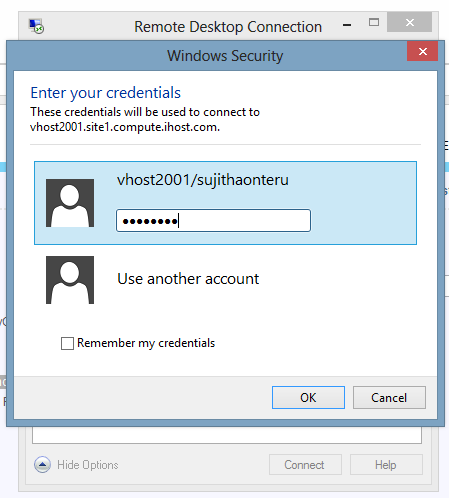 Remote Desktop Connection
Windows Security
Enter your credentials
These credentials will be used to connect to
vhost2001.site1.compute.ihost.com.
vhost2001/sujithaonteru
••••••••
Use another account
Remember my credentials
OK
Cancel
Hide Options
Connect
Help